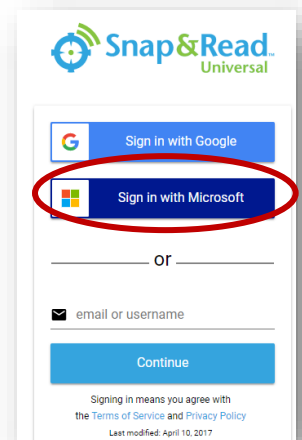 Snap&Read™
Universal
Sign in with Google
Sign in with Microsoft
or
email or username
Continue
Signing in means you agree with
the Terms of Service and Privacy Policy
Last modified: April 10, 2017